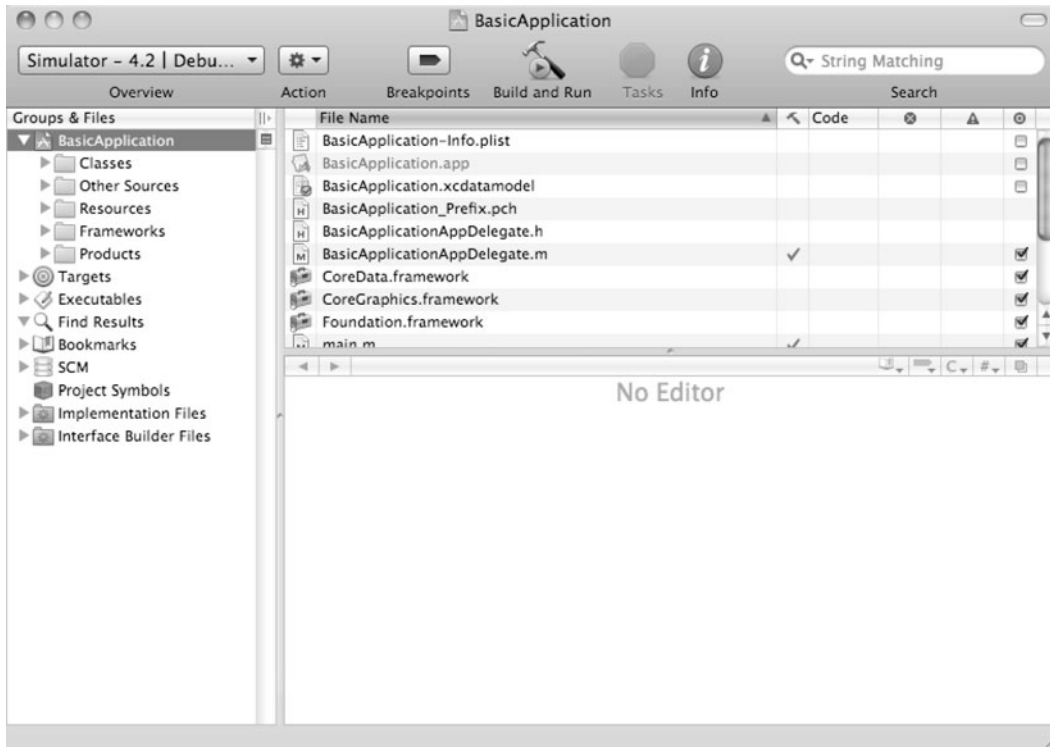 BasicApplication
Simulator - 4.2 | Debu...
String Matching
Overview
Action
Breakpoints
Build and Run
Tasks
Info
Search
Groups & Files
BasicApplication
Classes
Other Sources
Resources
Frameworks
Products
Targets
Executables
Find Results
Bookmarks
SCM
Project Symbols
Implementation Files
Interface Builder Files
File Name
Code
BasicApplication-Info.plist
BasicApplication.app
BasicApplication.xcdatamodel
BasicApplication_Prefix.pch
BasicApplicationAppDelegate.h
BasicApplicationAppDelegate.m
CoreData.framework
CoreGraphics.framework
Foundation.framework
main.m
C
#
No Editor